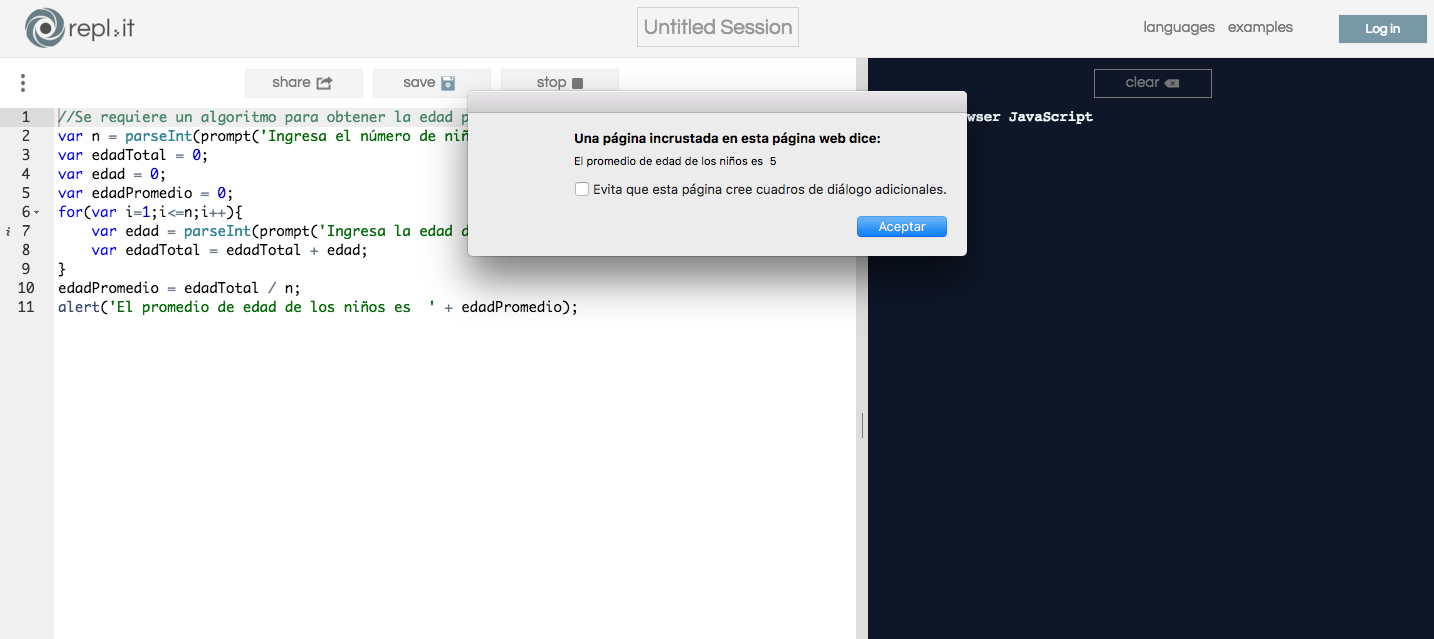 repl.it
Untitled Session
languages examples Log in
share save stop clear
1 //Se requiere un algoritmo para obtener la edad
2 var n = parseInt(prompt('Ingresa el número de
3 var edadTotal = 0;
4 var edad = 0;
5 var edadPromedio = 0;
6 for(var i=1;i<=n;i++){
i 7 var edad = parseInt(prompt('Ingresa la edad
8 var edadTotal = edadTotal + edad;
9 }
10 edadPromedio = edadTotal / n;
11 alert('El promedio de edad de los niños es  ' + edadPromedio);
Una página incrustada en esta página web dice:
El promedio de edad de los niños es  5
Evita que esta página cree cuadros de diálogo adicionales.
Aceptar
JavaScript